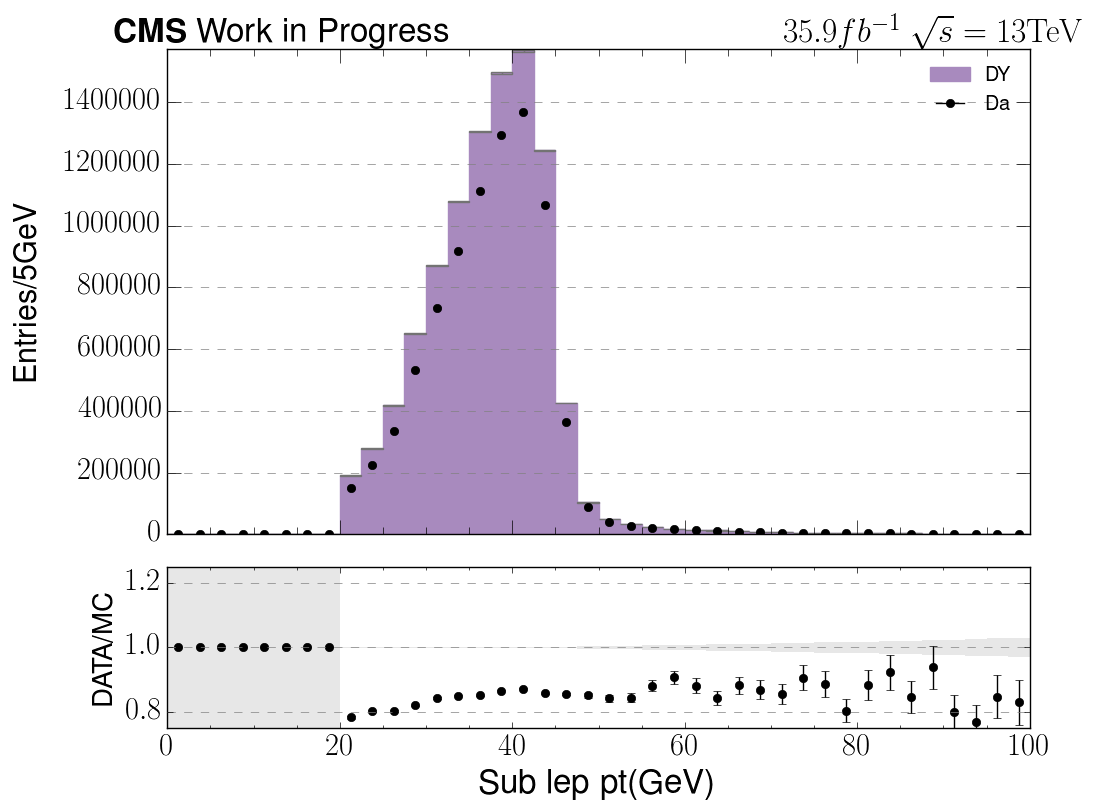 CMS Work in Progress 35.9fb⁻¹ √s = 13TeV
DY
Da
1400000
1200000
1000000
800000
600000
400000
200000
0
Entries/5GeV
1.2
1.0
0.8
DATA/MC
0 20 40 60 80 100
Sub lep pt(GeV)